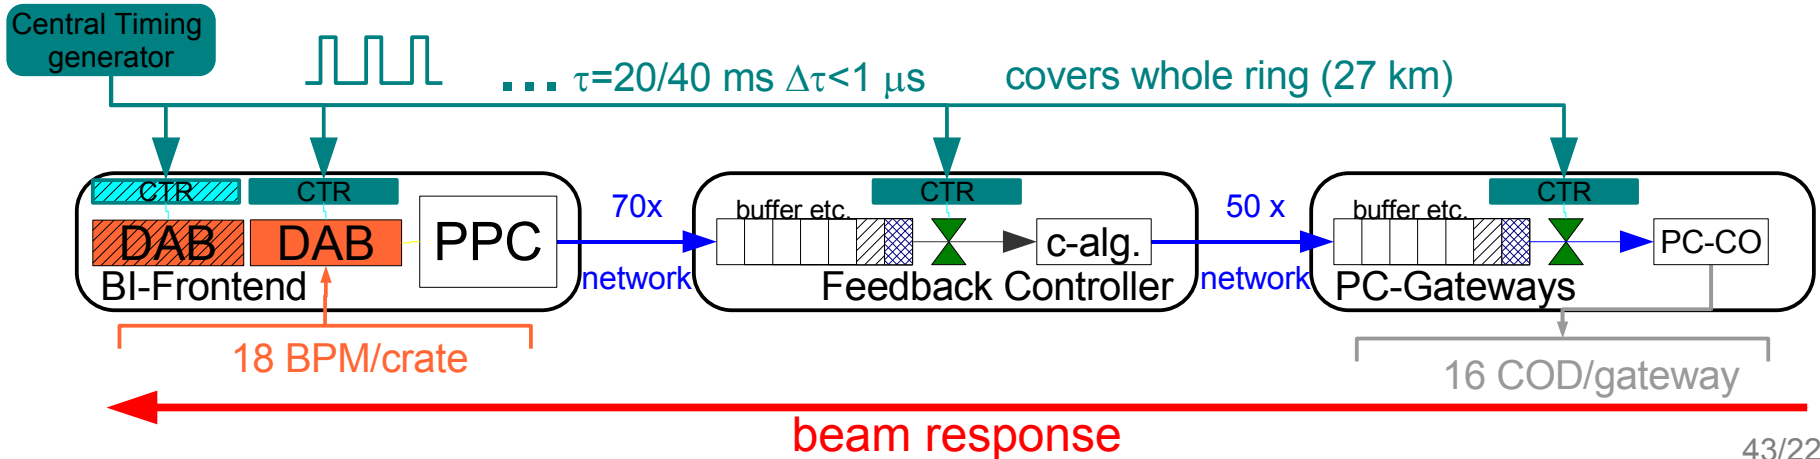 Central Timing
generator
... τ=20/40 ms Δτ<1 μs
covers whole ring (27 km)
CTR
CTR
CTR
CTR
DAB
DAB
PPC
BI-Frontend
70x
network
buffer etc.
c-alg.
Feedback Controller
50 x
network
buffer etc.
PC-CO
PC-Gateways
18 BPM/crate
16 COD/gateway
beam response
43/22